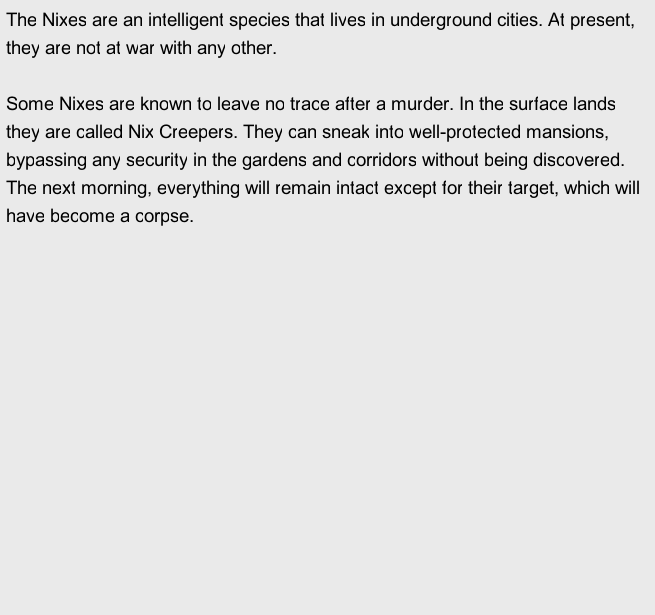 The Nixes are an intelligent species that lives in underground cities. At present,
they are not at war with any other.
Some Nixes are known to leave no trace after a murder. In the surface lands
they are called Nix Creepers. They can sneak into well-protected mansions,
bypassing any security in the gardens and corridors without being discovered.
The next morning, everything will remain intact except for their target, which will
have become a corpse.